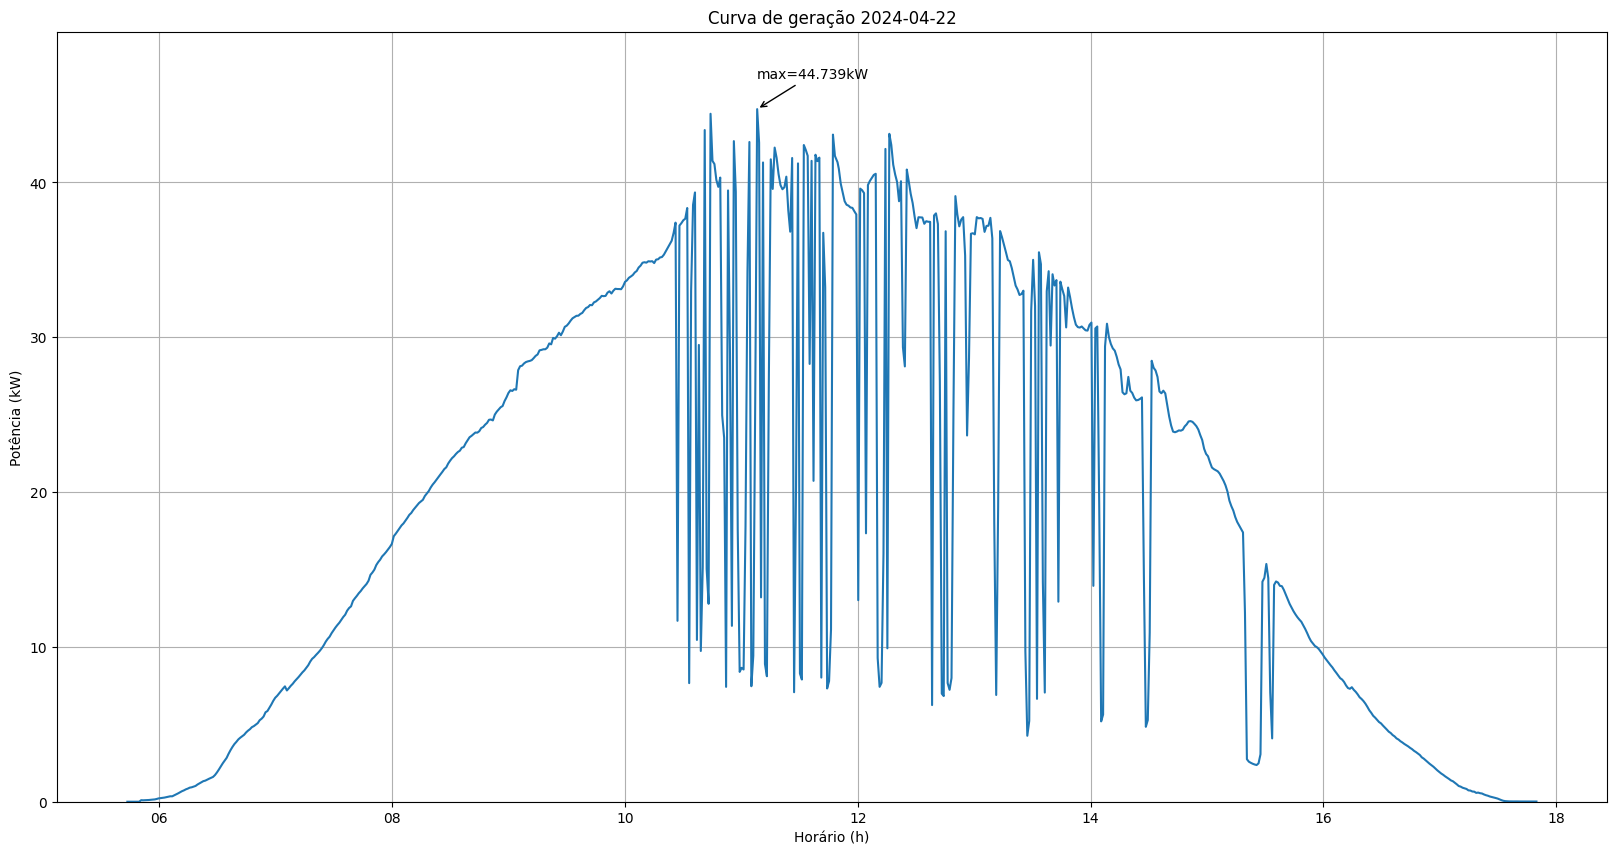 Curva de geração 2024-04-22
max=44.739kW
Potência (kW)
40
30
20
10
0
06 08 10 12 14 16 18
Horário (h)